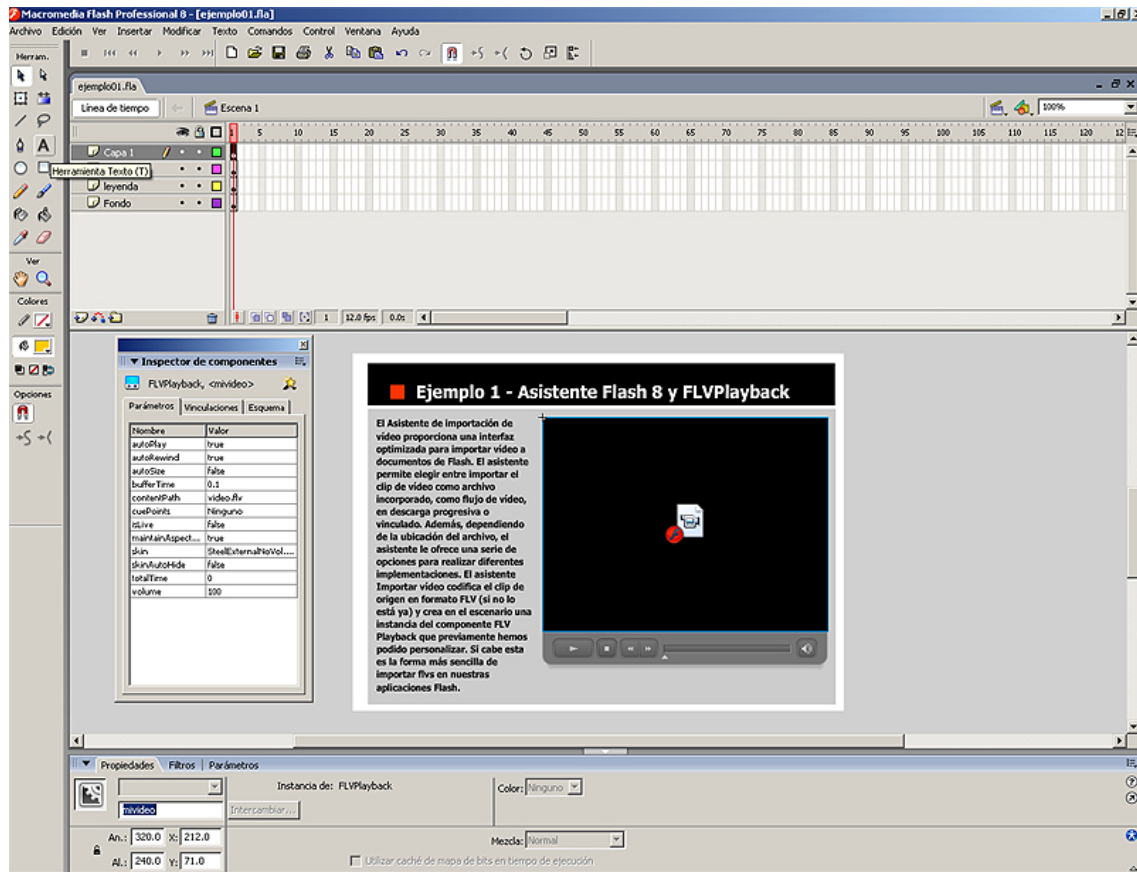 Macromedia Flash Professional 8 - [ejemplo01.fla]
Archivo Edición Ver Insertar Modificar Texto Comandos Control Ventana Ayuda
Herram.
ejemplo01.fla
Línea de tiempo
Escena 1
100%
1 5 10 15 20 25 30 35 40 45 50 55 60 65 70 75 80 85 90 95 100 105 110 115 120 12
Capa 1
Herramienta Texto (T)
leyenda
Fondo
Ver
Colores
Opciones
1 12.0 fps 0.0s
Inspector de componentes
FLVPlayback, <mivideo>
Parámetros Vinculaciones Esquema
Nombre Valor
autoPlay true
autoRewind true
autoSize false
bufferTime 0.1
contentPath video.flv
cuePoints Ninguno
isLive false
maintainAspect... true
skin SteelExternalNoVol....
skinAutoHide false
totalTime 0
volume 100
Ejemplo 1 - Asistente Flash 8 y FLVPlayback
El Asistente de importación de
vídeo proporciona una interfaz
optimizada para importar vídeo a
documentos de Flash. El asistente
permite elegir entre importar el
clip de vídeo como archivo
incorporado, como flujo de vídeo,
en descarga progresiva o
vinculado. Además, dependiendo
de la ubicación del archivo, el
asistente le ofrece una serie de
opciones para realizar diferentes
implementaciones. El asistente
Importar vídeo codifica el clip de
origen en formato FLV (si no lo
está ya) y crea en el escenario una
instancia del componente FLV
Playback que previamente hemos
podido personalizar. Si cabe esta
es la forma más sencilla de
importar flvs en nuestras
aplicaciones Flash.
Propiedades Filtros Parámetros
Instancia de: FLVPlayback
Color: Ninguno
mivideo
Intercambiar...
An.: 320.0 X: 212.0
Mezcla: Normal
Al.: 240.0 Y: 71.0
Utilizar caché de mapa de bits en tiempo de ejecución